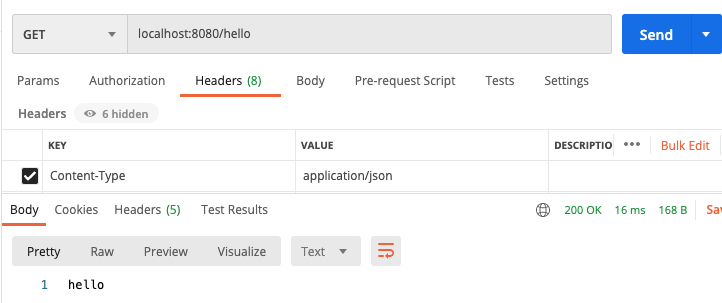 GET localhost:8080/hello Send
Params Authorization Headers (8) Body Pre-request Script Tests Settings
Headers 6 hidden
KEY VALUE DESCRIPTIO ••• Bulk Edit
Content-Type application/json
Body Cookies Headers (5) Test Results 200 OK 16 ms 168 B Sav
Pretty Raw Preview Visualize Text
1 hello